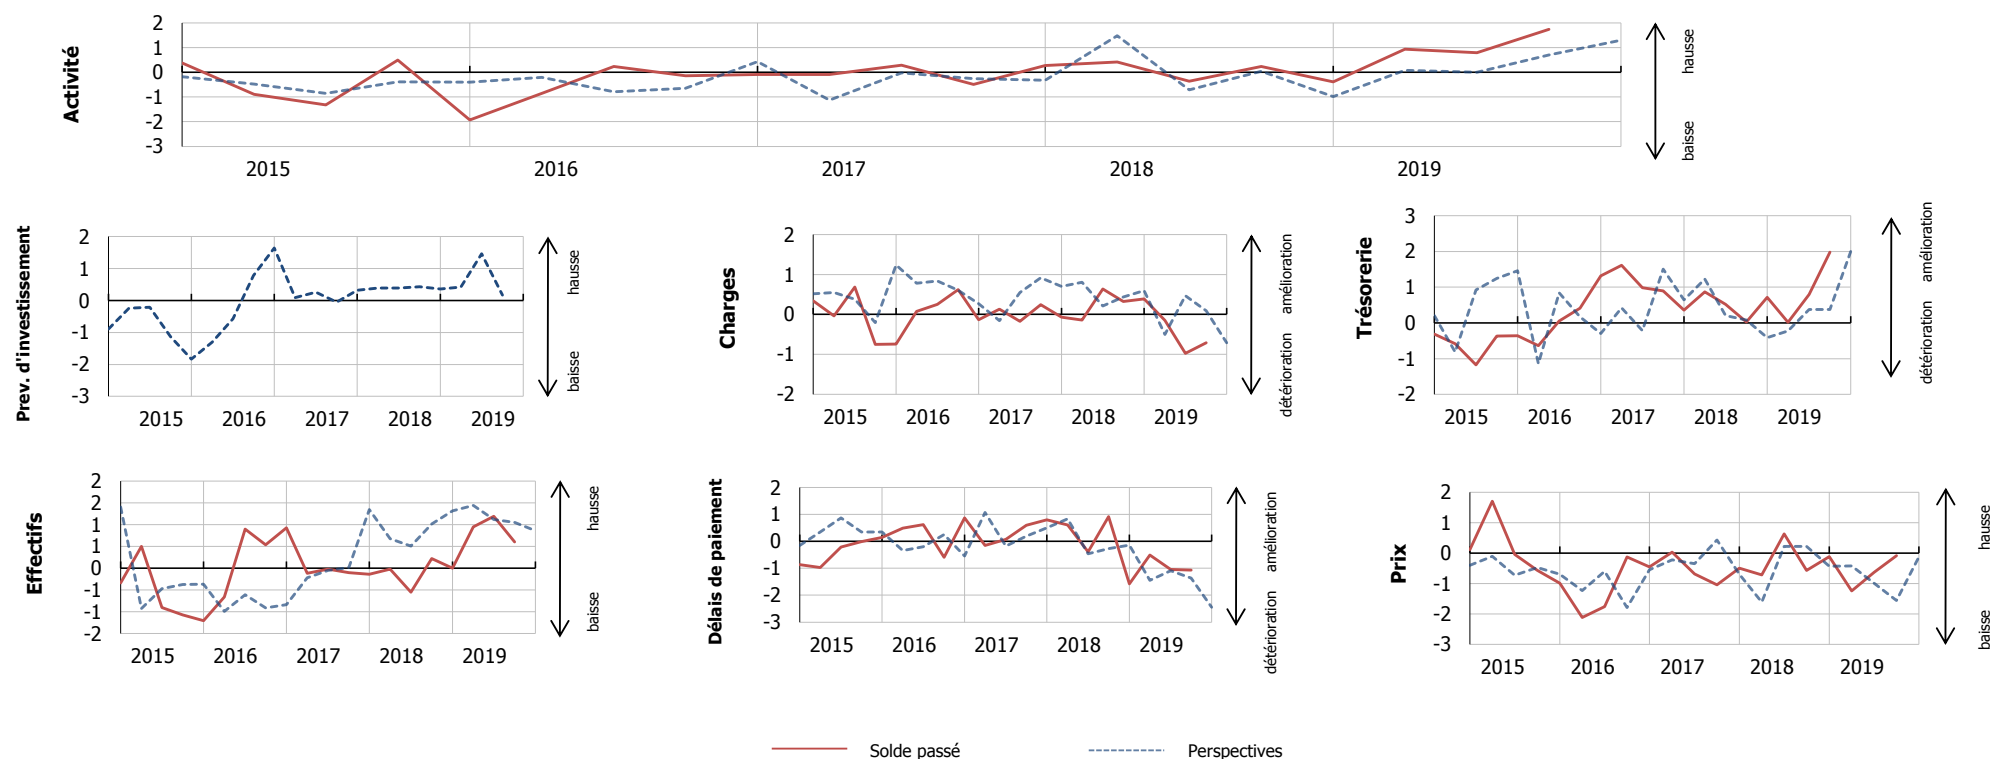 Activité
2
1
0
-1
-2
-3
2015 2016 2017 2018 2019
hausse
baisse
Prev. d'investissement
2
1
0
-1
-2
-3
2015 2016 2017 2018 2019
hausse
baisse
Charges
2
1
0
-1
-2
2015 2016 2017 2018 2019
amélioration
détérioration
Trésorerie
3
2
1
0
-1
-2
2015 2016 2017 2018 2019
amélioration
détérioration
Effectifs
2
2
1
1
0
-1
-1
-2
2015 2016 2017 2018 2019
hausse
baisse
Délais de paiement
2
1
0
-1
-2
-3
2015 2016 2017 2018 2019
amélioration
détérioration
Prix
2
1
0
-1
-2
-3
2015 2016 2017 2018 2019
hausse
baisse
Solde passé Perspectives